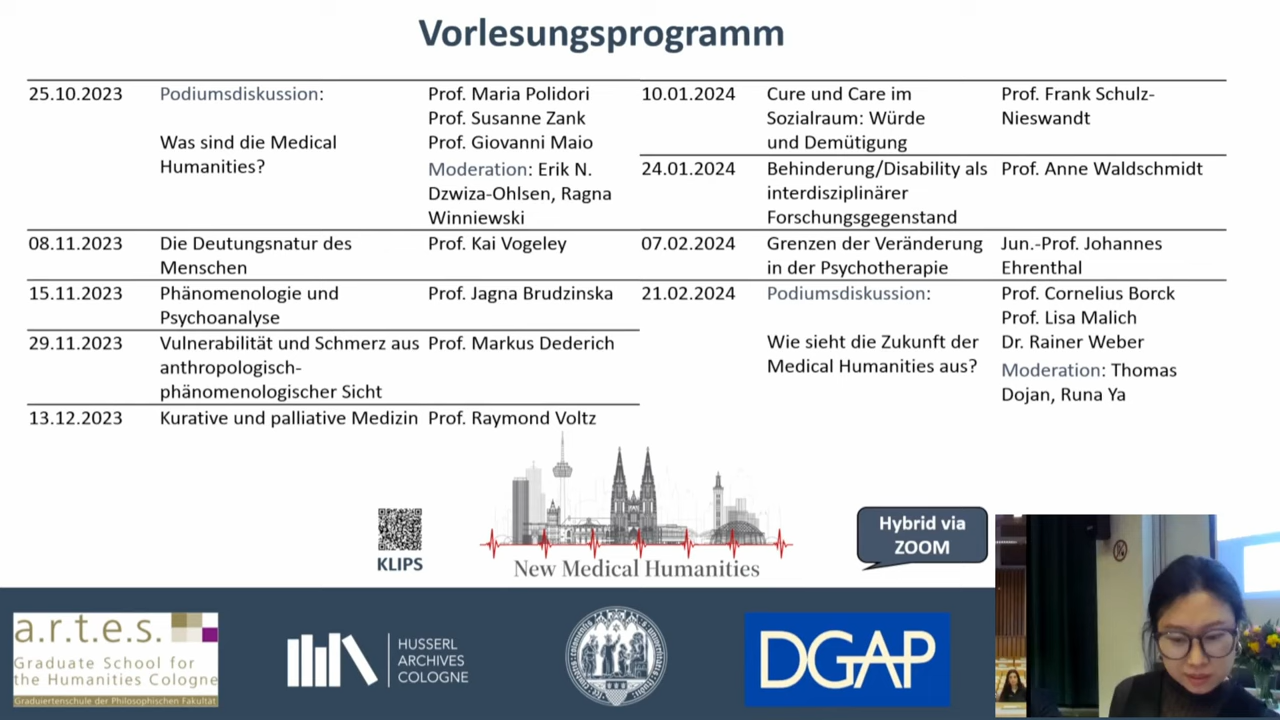 Vorlesungsprogramm
25.10.2023
Podiumsdiskussion:
Was sind die Medical
Humanities?
Prof. Maria Polidori
Prof. Susanne Zank
Prof. Giovanni Maio
Moderation: Erik N.
Dzwiza-Ohlsen, Ragna
Winniewski
08.11.2023
Die Deutungsnatur des
Menschen
Prof. Kai Vogeley
15.11.2023
Phänomenologie und
Psychoanalyse
Prof. Jagna Brudzinska
29.11.2023
Vulnerabilität und Schmerz aus
anthropologisch-
phänomenologischer Sicht
Prof. Markus Dederich
13.12.2023
Kurative und palliative Medizin
Prof. Raymond Voltz
10.01.2024
Cure und Care im
Sozialraum: Würde
und Demütigung
Prof. Frank Schulz-
Nieswandt
24.01.2024
Behinderung/Disability als
interdisziplinärer
Forschungsgegenstand
Prof. Anne Waldschmidt
07.02.2024
Grenzen der Veränderung
in der Psychotherapie
Jun.-Prof. Johannes
Ehrenthal
21.02.2024
Podiumsdiskussion:
Wie sieht die Zukunft der
Medical Humanities aus?
Prof. Cornelius Borck
Prof. Lisa Malich
Dr. Rainer Weber
Moderation: Thomas
Dojan, Runa Ya
KLIPS
New Medical Humanities
Hybrid via
ZOOM
a.r.t.e.s.
Graduate School for
the Humanities Cologne
Graduiertenschule der Philosophischen Fakultät
HUSSERL
ARCHIVES
COLOGNE
DGAP